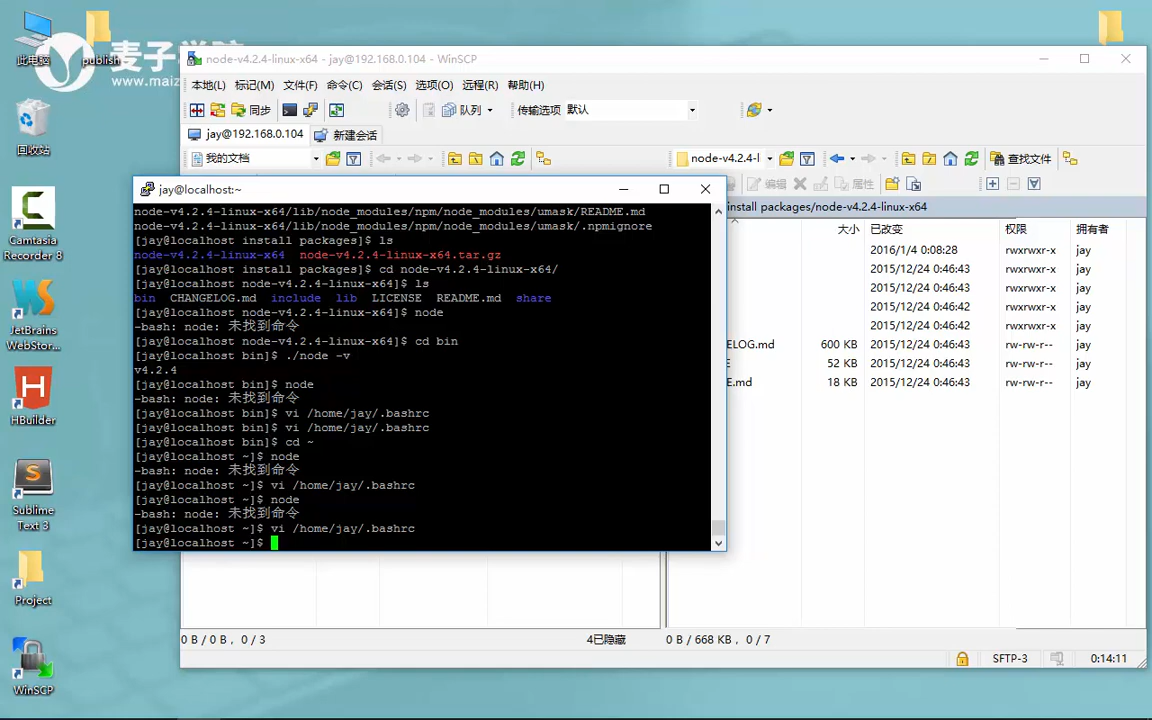 此电脑
publish
麦子学院
www.maiz
回收站
Camtasia
Recorder 8
JetBrains
WebStor...
HBuilder
Sublime
Text 3
Project
WinSCP
node-v4.2.4-linux-x64 - jay@192.168.0.104 - WinSCP
本地(L) 标记(M) 文件(F) 命令(C) 会话(S) 选项(O) 远程(R) 帮助(H)
同步 队列 传输选项 默认
jay@192.168.0.104 新建会话
我的文档 node-v4.2.4-l 查找文件
编辑 属性
install packages/node-v4.2.4-linux-x64
大小 已改变 权限 拥有者
2016/1/4 0:08:28 rwxrwxr-x jay
2015/12/24 0:46:43 rwxrwxr-x jay
2015/12/24 0:46:43 rwxrwxr-x jay
2015/12/24 0:46:42 rwxrwxr-x jay
2015/12/24 0:46:42 rwxrwxr-x jay
ELOG.md 600 KB 2015/12/24 0:46:43 rw-rw-r-- jay
E 52 KB 2015/12/24 0:46:43 rw-rw-r-- jay
E.md 18 KB 2015/12/24 0:46:43 rw-rw-r-- jay
jay@localhost:~
node-v4.2.4-linux-x64/lib/node_modules/npm/node_modules/umask/README.md
node-v4.2.4-linux-x64/lib/node_modules/npm/node_modules/umask/.npmignore
[jay@localhost install packages]$ ls
node-v4.2.4-linux-x64 node-v4.2.4-linux-x64.tar.gz
[jay@localhost install packages]$ cd node-v4.2.4-linux-x64/
[jay@localhost node-v4.2.4-linux-x64]$ ls
bin CHANGELOG.md include lib LICENSE README.md share
[jay@localhost node-v4.2.4-linux-x64]$ node
-bash: node: 未找到命令
[jay@localhost node-v4.2.4-linux-x64]$ cd bin
[jay@localhost bin]$ ./node -v
v4.2.4
[jay@localhost bin]$ node
-bash: node: 未找到命令
[jay@localhost bin]$ vi /home/jay/.bashrc
[jay@localhost bin]$ vi /home/jay/.bashrc
[jay@localhost bin]$ cd ~
[jay@localhost ~]$ node
-bash: node: 未找到命令
[jay@localhost ~]$ vi /home/jay/.bashrc
[jay@localhost ~]$ node
-bash: node: 未找到命令
[jay@localhost ~]$ vi /home/jay/.bashrc
[jay@localhost ~]$
0 B / 0 B , 0 / 3 4已隐藏 0 B / 668 KB , 0 / 7
SFTP-3 0:14:11